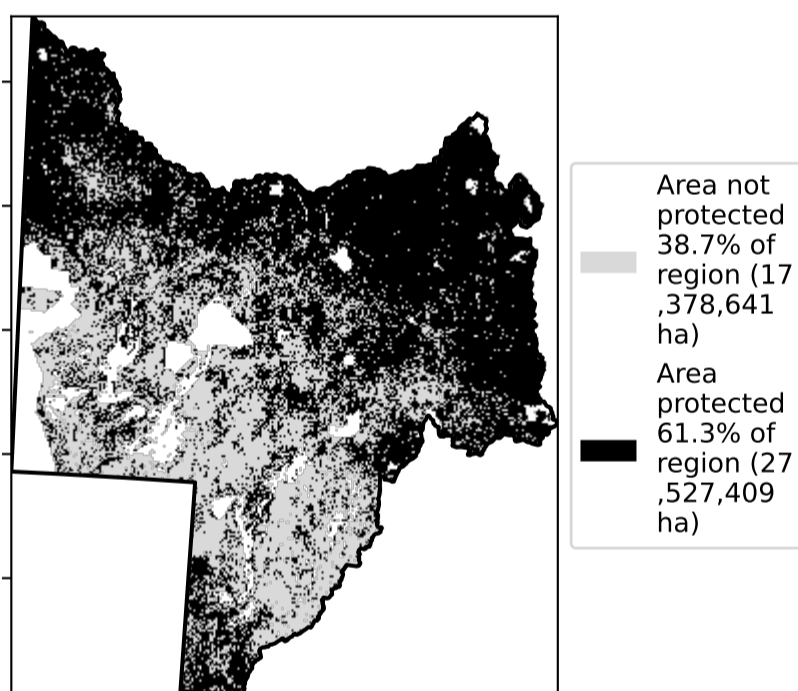 Area not
protected
38.7% of
region (17
,378,641
ha)
Area
protected
61.3% of
region (27
,527,409
ha)